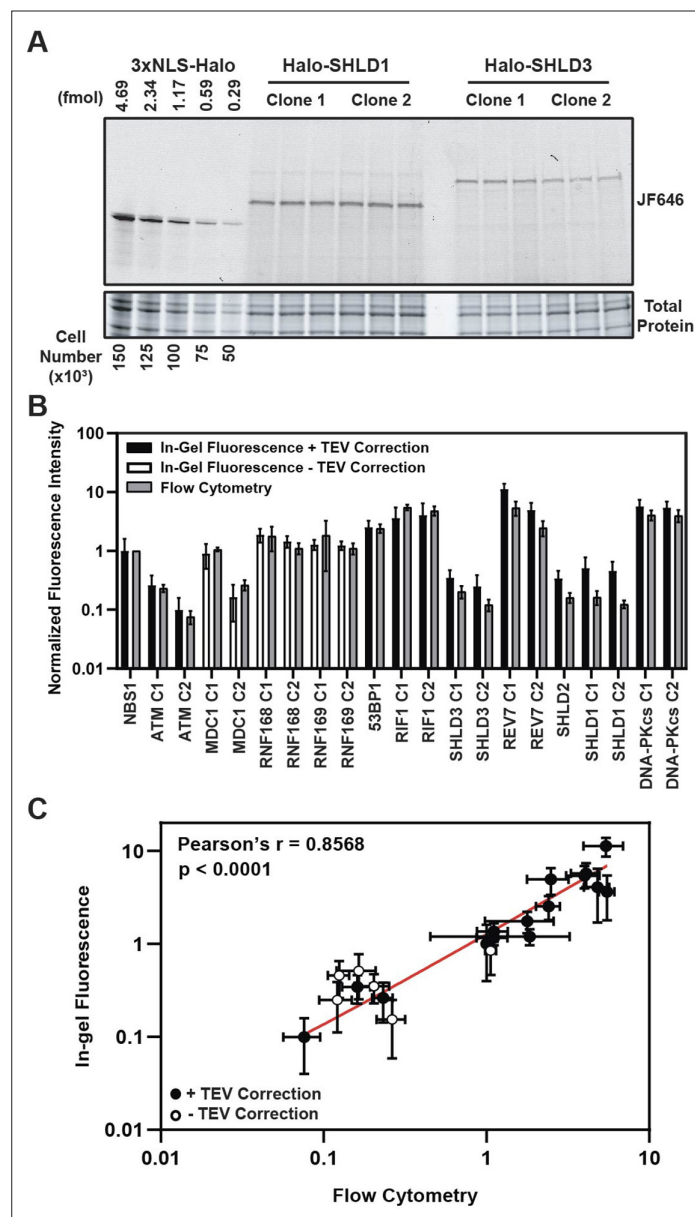 A
3xNLS-Halo
Halo-SHLD1
Halo-SHLD3
(fmol)
4.69
2.34
1.17
0.59
0.29
Clone 1
Clone 2
Clone 1
Clone 2
JF646
Total
Protein
Cell
Number
(x10³)
150
125
100
75
50
B
Normalized Fluorescence Intensity
100
10
1
0.1
0.01
In-Gel Fluorescence + TEV Correction
In-Gel Fluorescence - TEV Correction
Flow Cytometry
NBS1
ATM C1
ATM C2
MDC1 C1
MDC1 C2
RNF168 C1
RNF168 C2
RNF169 C1
RNF169 C2
53BP1
RIF1 C1
RIF1 C2
SHLD3 C1
SHLD3 C2
REV7 C1
REV7 C2
SHLD2
SHLD1 C1
SHLD1 C2
DNA-PKcs C1
DNA-PKcs C2
C
Pearson's r = 0.8568
p < 0.0001
In-gel Fluorescence
10
1
0.1
0.01
+ TEV Correction
- TEV Correction
0.01
0.1
1
10
Flow Cytometry